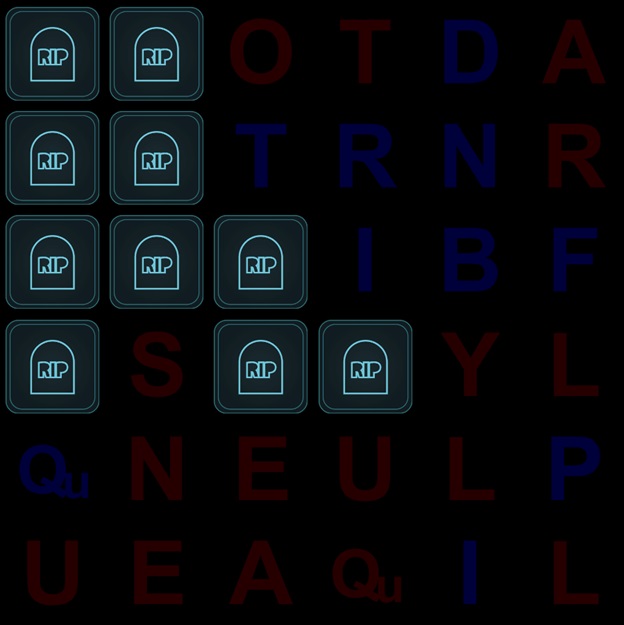 RIP RIP O T D A
RIP RIP T R N R
RIP RIP RIP I B F
RIP S RIP RIP Y L
Qu N E U L P
U E A Qu I L